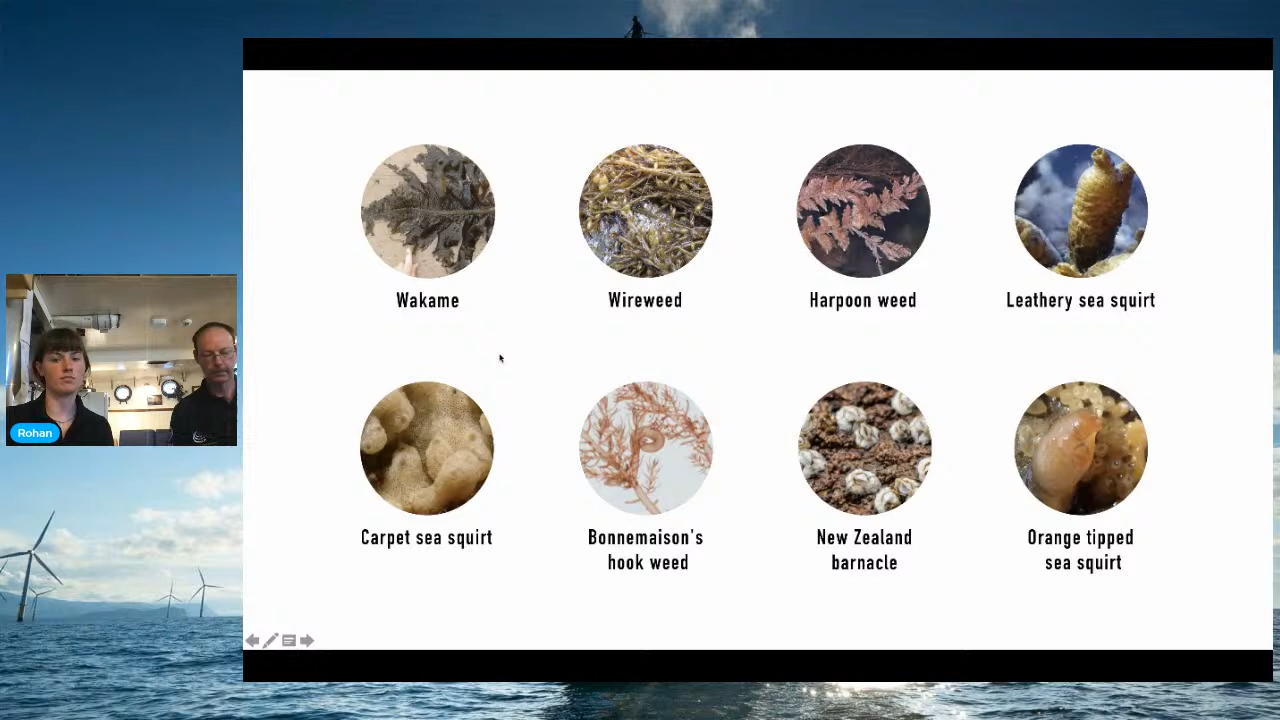 Wakame
Wireweed
Harpoon weed
Leathery sea squirt
Rohan
Carpet sea squirt
Bonnemaison's
hook weed
New Zealand
barnacle
Orange tipped
sea squirt